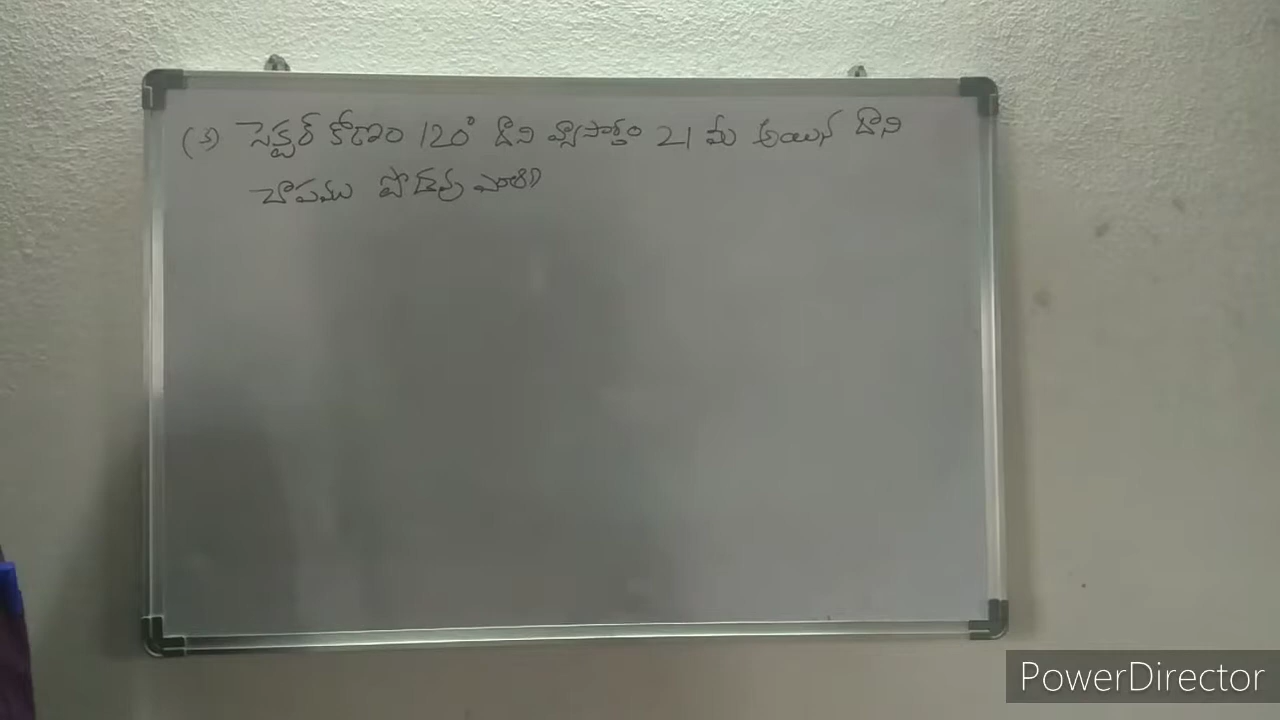 (3) సెక్టర్ కోణం 120° దాని వ్యాసార్థం 21 మీ అయిన దాని
చాపము పొడవు ఎంత?
PowerDirector